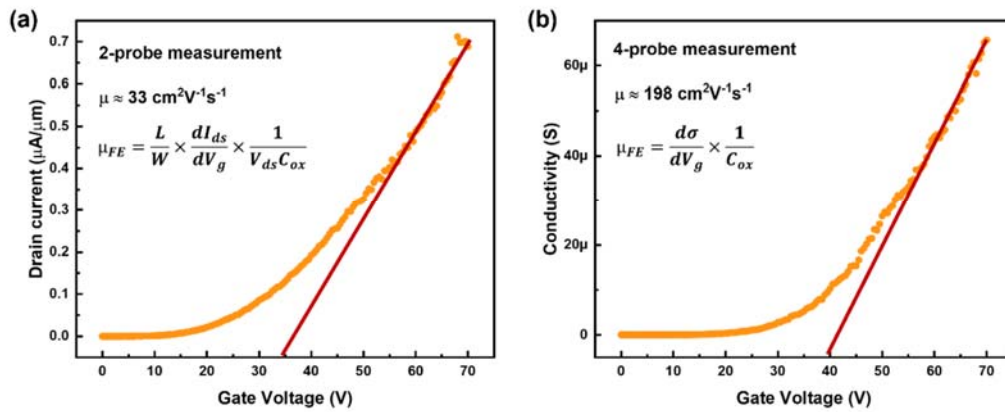 (a)
2-probe measurement
μ ≈ 33 cm²V⁻¹s⁻¹
μ_FE = L/W × dI_ds/dV_g × 1/(V_ds C_ox)
Drain current (μA/μm)
0.7
0.6
0.5
0.4
0.3
0.2
0.1
0.0
0 10 20 30 40 50 60 70
Gate Voltage (V)
(b)
4-probe measurement
μ ≈ 198 cm²V⁻¹s⁻¹
μ_FE = dσ/dV_g × 1/C_ox
Conductivity (S)
60μ
40μ
20μ
0
0 10 20 30 40 50 60 70
Gate Voltage (V)